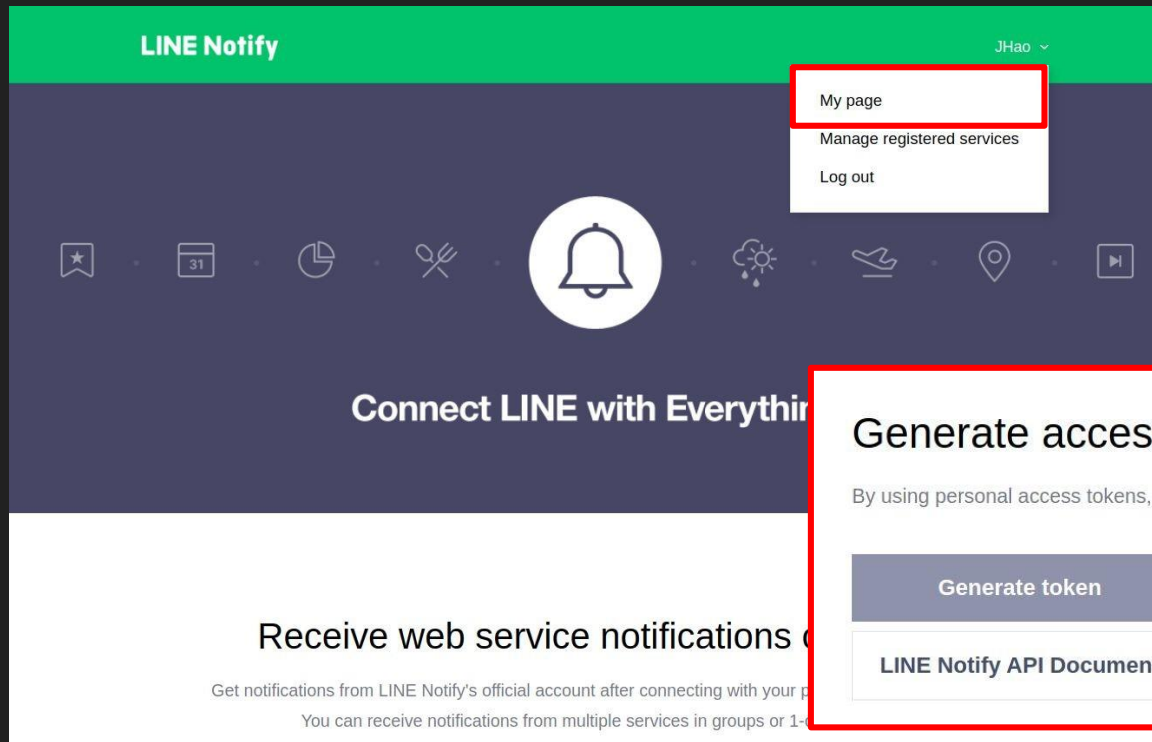 LINE Notify
JHao
My page
Manage registered services
Log out
31
Connect LINE with Everythin
Generate acces
By using personal access tokens,
Generate token
LINE Notify API Documen
Receive web service notifications
Get notifications from LINE Notify's official account after connecting with your p
You can receive notifications from multiple services in groups or 1-